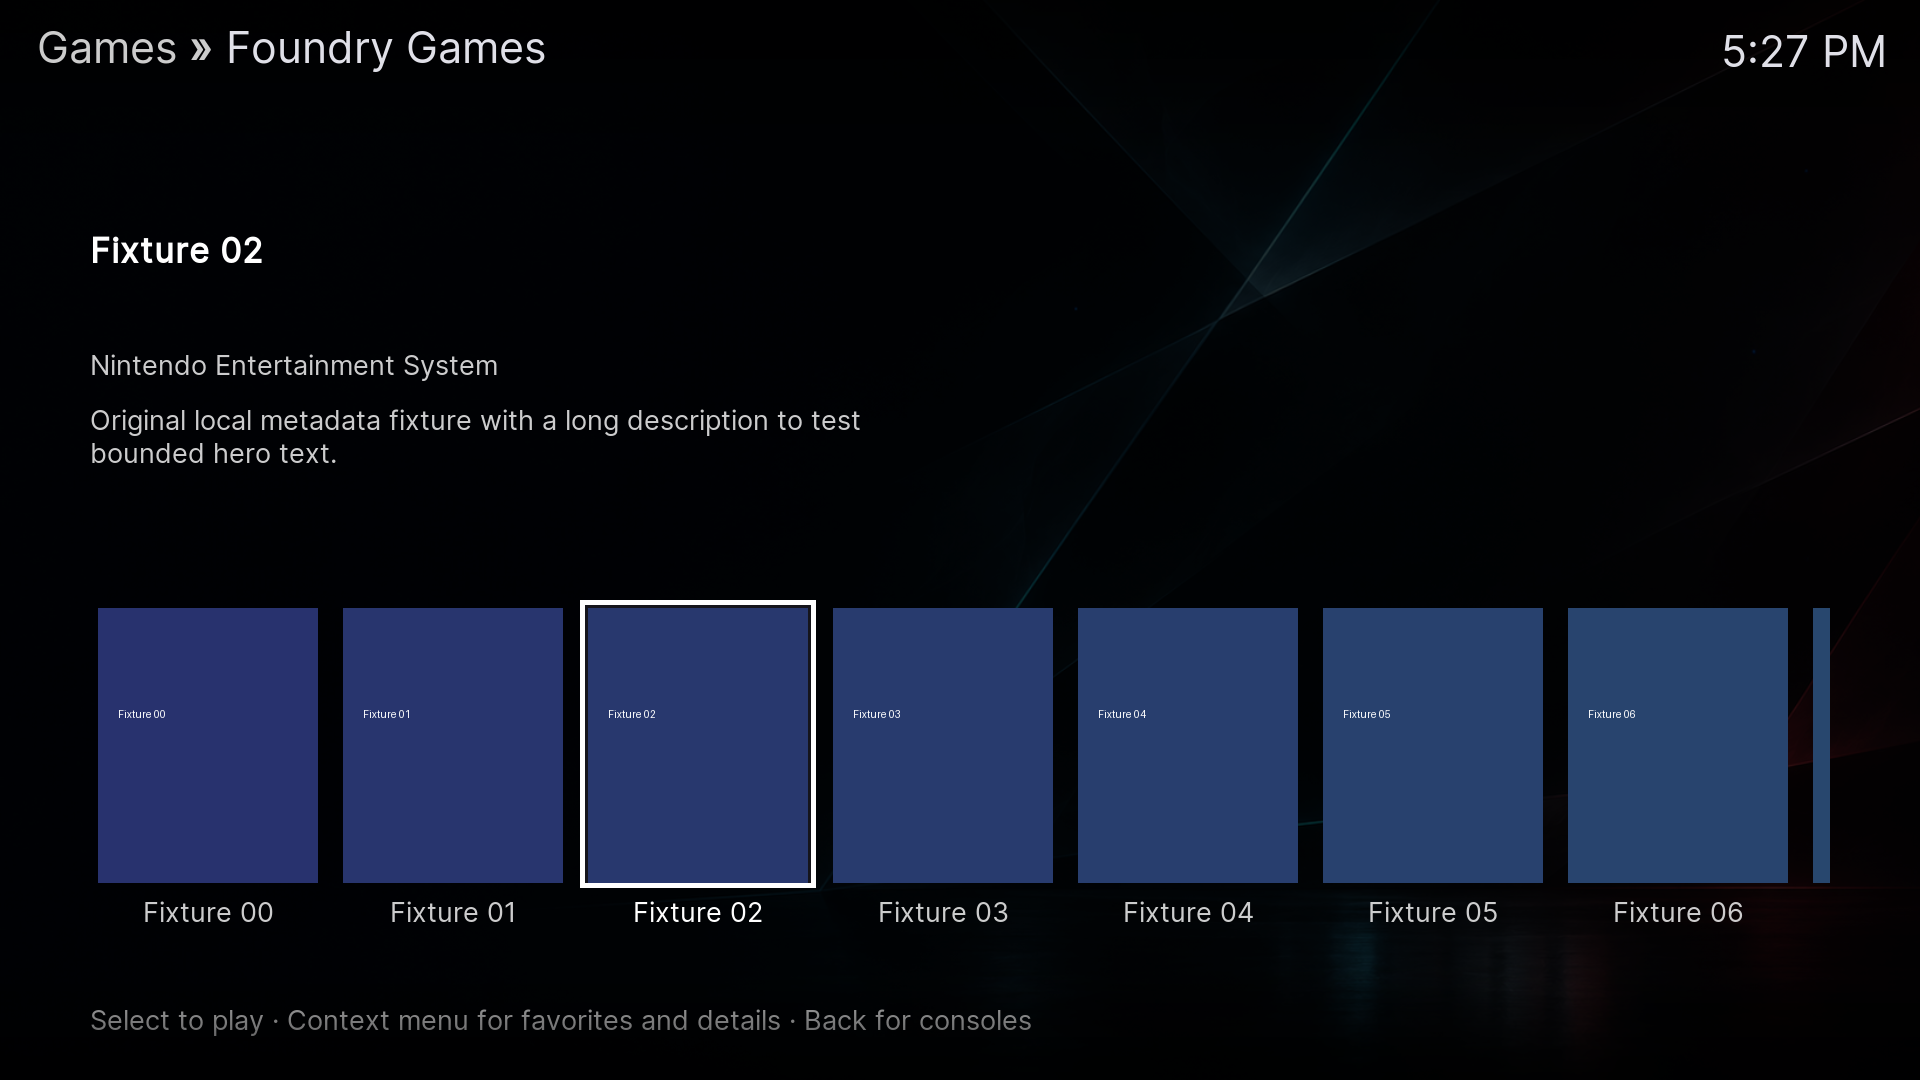 Games » Foundry Games
5:27 PM
Fixture 02
Nintendo Entertainment System
Original local metadata fixture with a long description to test
bounded hero text.
Fixture 00
Fixture 01
Fixture 02
Fixture 03
Fixture 04
Fixture 05
Fixture 06
Fixture 00
Fixture 01
Fixture 02
Fixture 03
Fixture 04
Fixture 05
Fixture 06
Select to play · Context menu for favorites and details · Back for consoles